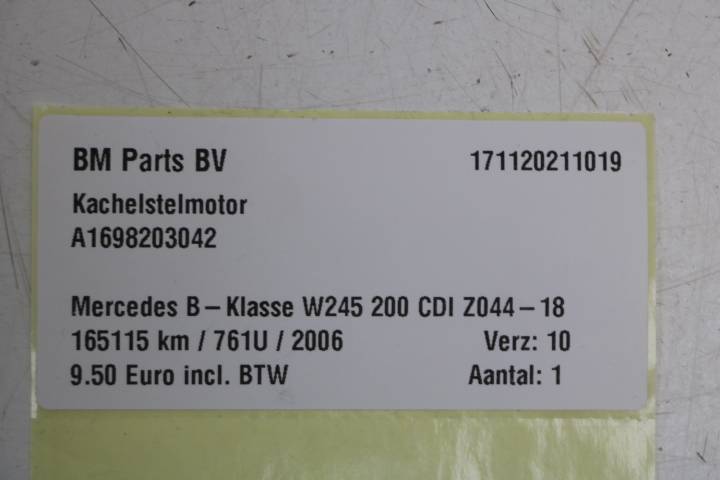 BM Parts BV 171120211019
Kachelstelmotor
A1698203042
Mercedes B-Klasse W245 200 CDI Z044-18
165115 km / 761U / 2006 Verz: 10
9.50 Euro incl. BTW Aantal: 1